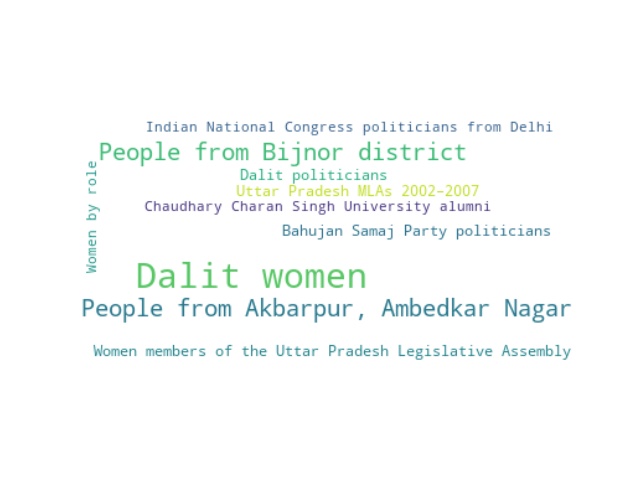 Indian National Congress politicians from Delhi
People from Bijnor district
Dalit politicians
Uttar Pradesh MLAs 2002–2007
Chaudhary Charan Singh University alumni
Women by role
Bahujan Samaj Party politicians
Dalit women
People from Akbarpur, Ambedkar Nagar
Women members of the Uttar Pradesh Legislative Assembly